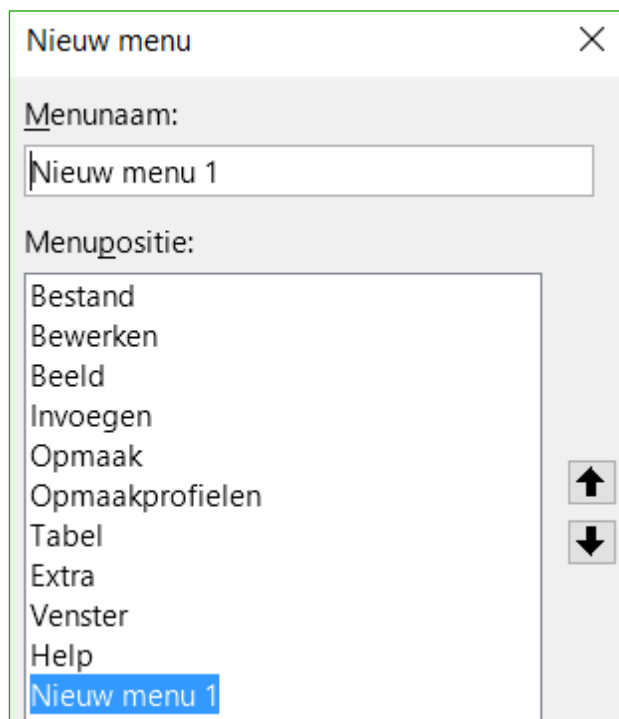 Nieuw menu
Menunaam:
Nieuw menu 1
Menupositie:
Bestand
Bewerken
Beeld
Invoegen
Opmaak
Opmaakprofielen
Tabel
Extra
Venster
Help
Nieuw menu 1